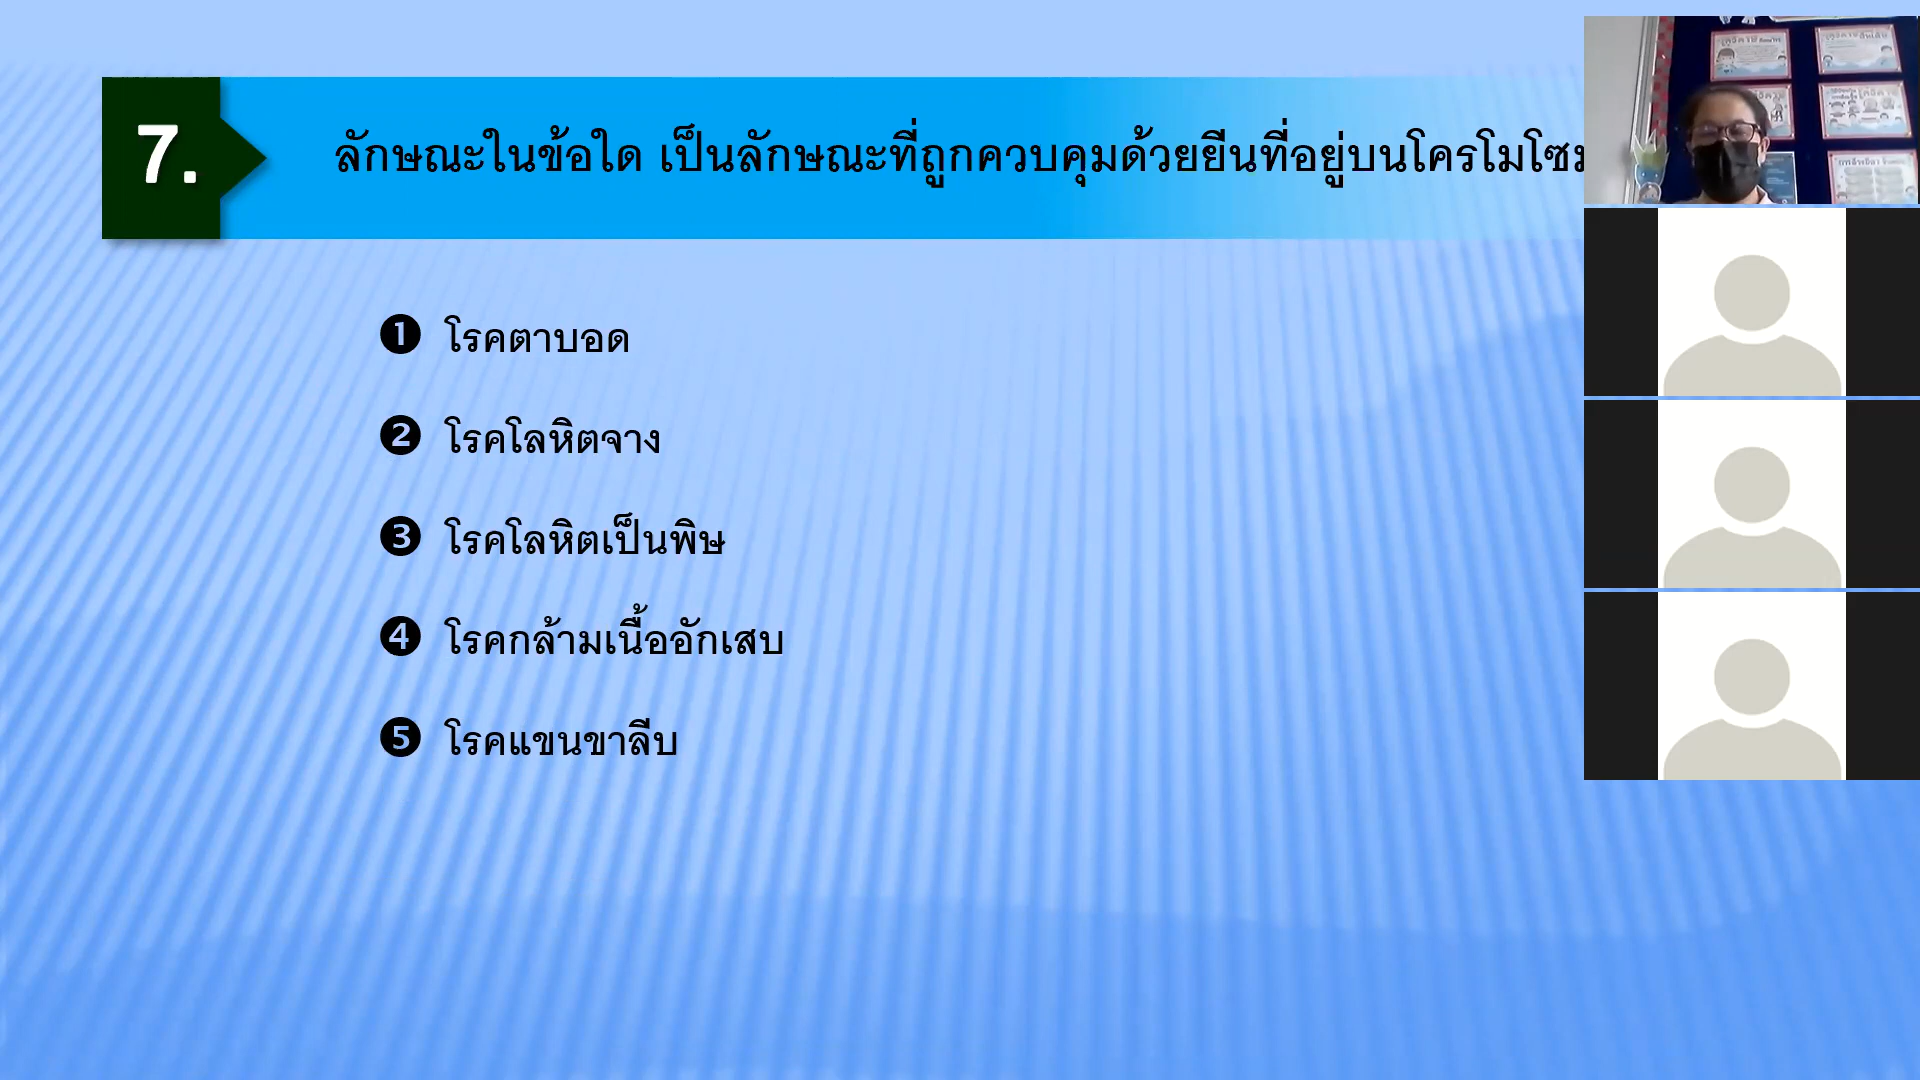 7.
ลักษณะในข้อใด เป็นลักษณะที่ถูกควบคุมด้วยยีนที่อยู่บนโครโมโซม
❶ โรคตาบอด
❷ โรคโลหิตจาง
❸ โรคโลหิตเป็นพิษ
❹ โรคกล้ามเนื้ออักเสบ
❺ โรคแขนขาลีบ